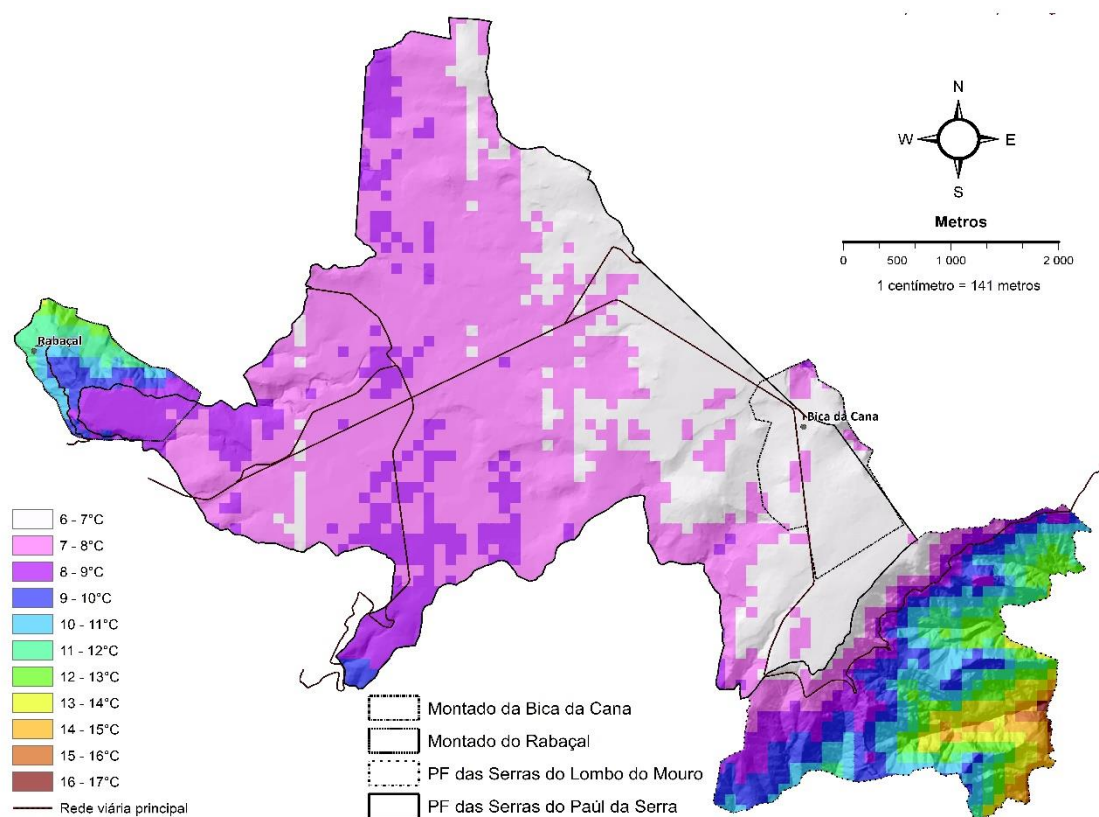 N
W E
S
Metros
0 500 1 000 2 000
1 centímetro = 141 metros
Rabaçal
Bica da Cana
6 - 7°C
7 - 8°C
8 - 9°C
9 - 10°C
10 - 11°C
11 - 12°C
12 - 13°C
13 - 14°C
14 - 15°C
15 - 16°C
16 - 17°C
Rede viária principal
Montado da Bica da Cana
Montado do Rabaçal
PF das Serras do Lombo do Mouro
PF das Serras do Paúl da Serra